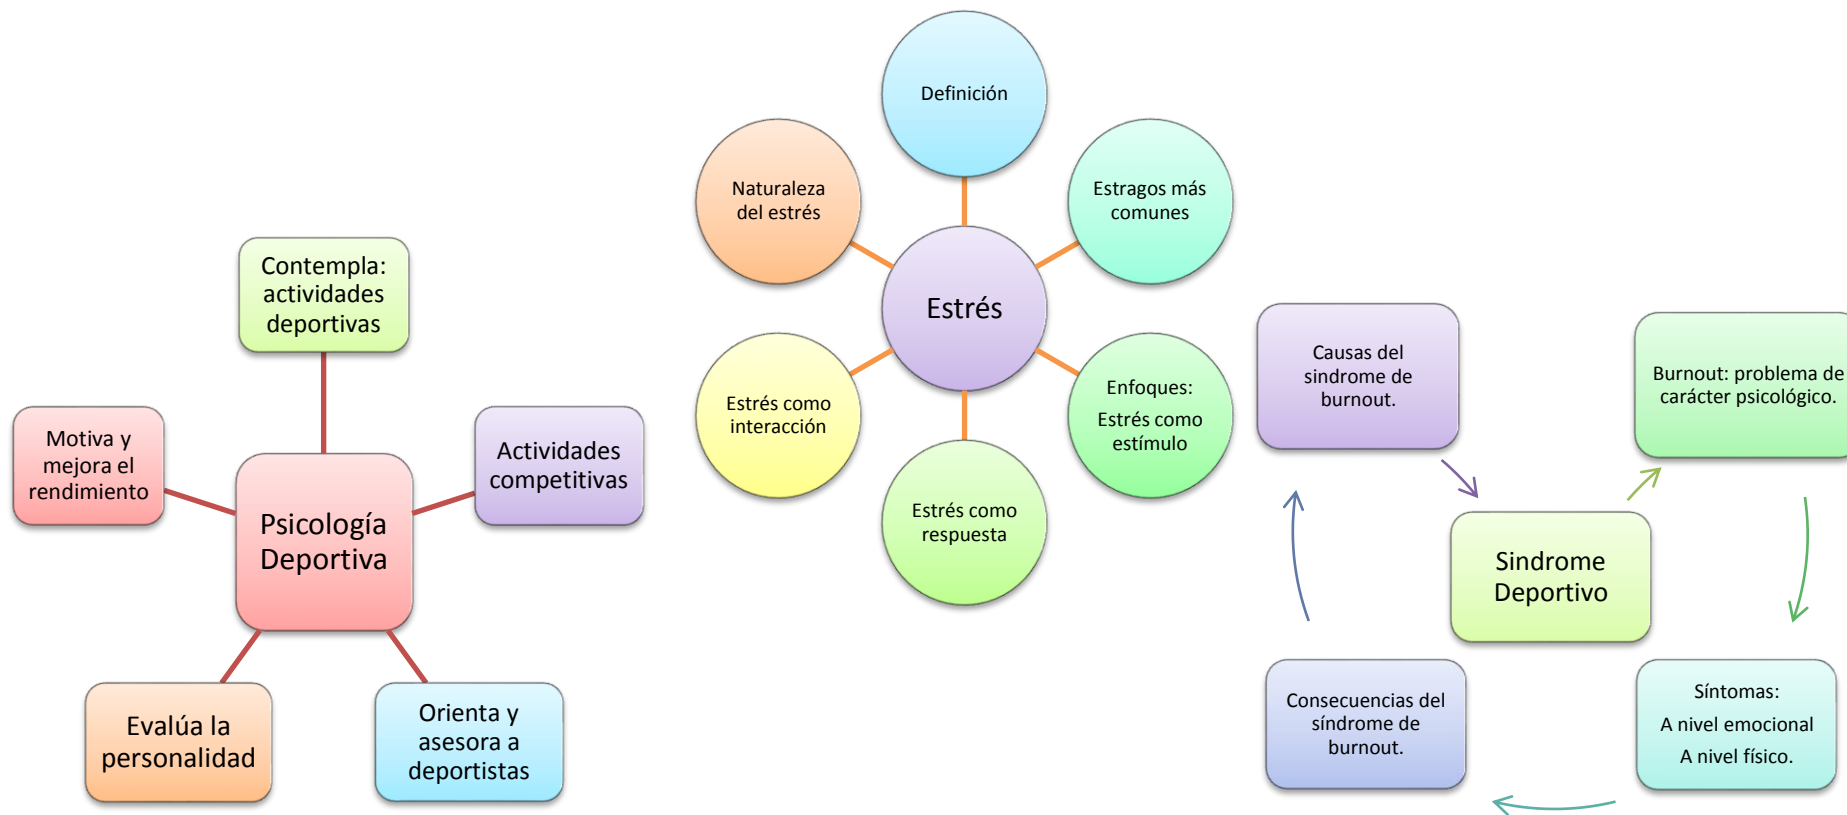 Contempla:
actividades
deportivas
Motiva y
mejora el
rendimiento
Actividades
competitivas
Psicología
Deportiva
Evalúa la
personalidad
Orienta y
asesora a
deportistas
Definición
Naturaleza
del estrés
Estragos más
comunes
Estrés
Estrés como
interacción
Enfoques:
Estrés como
estímulo
Estrés como
respuesta
Causas del
sindrome de
burnout.
Burnout: problema de
carácter psicológico.
Sindrome
Deportivo
Consecuencias del
síndrome de
burnout.
Síntomas:
A nivel emocional
A nivel físico.